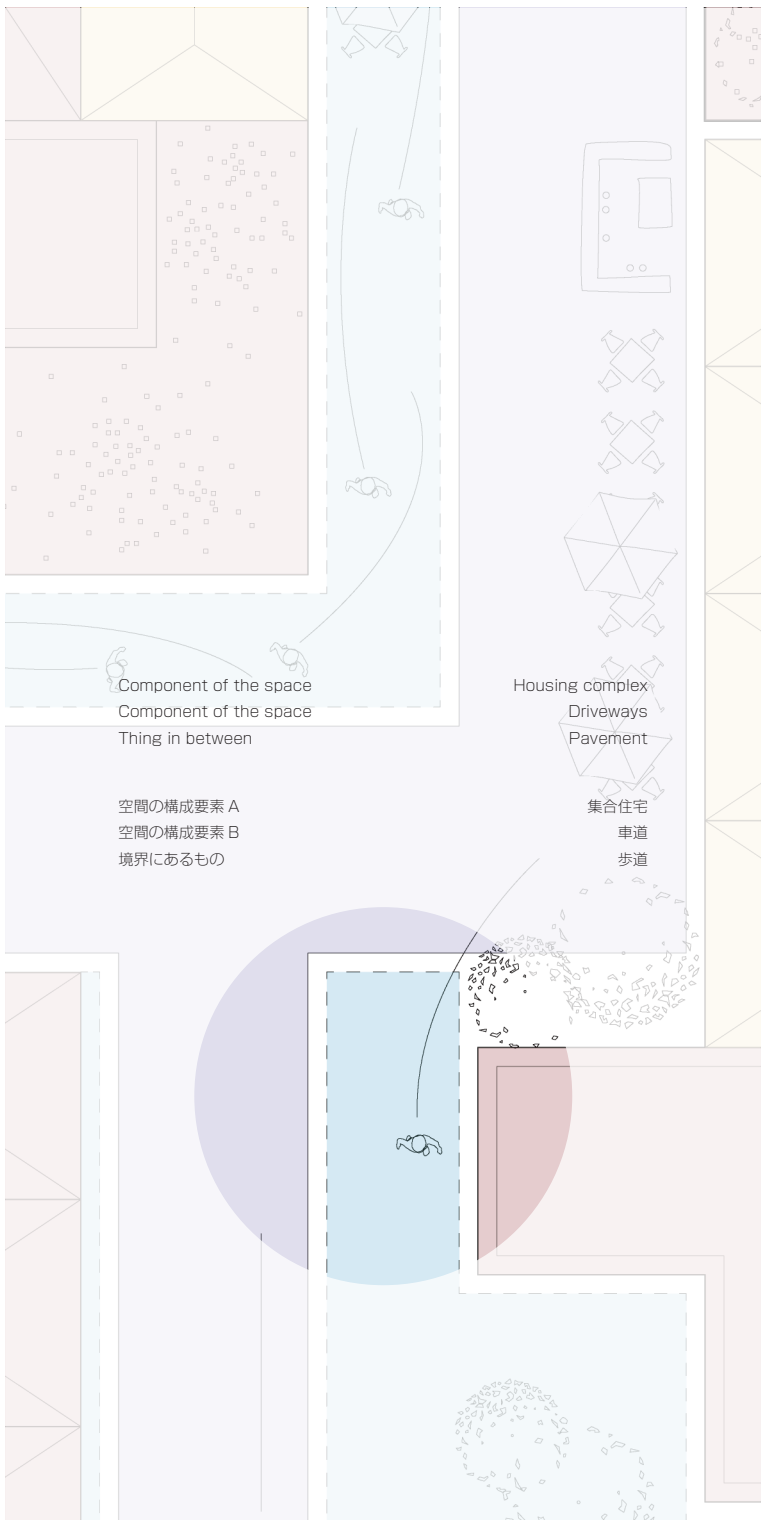 Component of the space Housing complex
Component of the space Driveways
Thing in between Pavement
空間の構成要素 A 集合住宅
空間の構成要素 B 車道
境界にあるもの 歩道